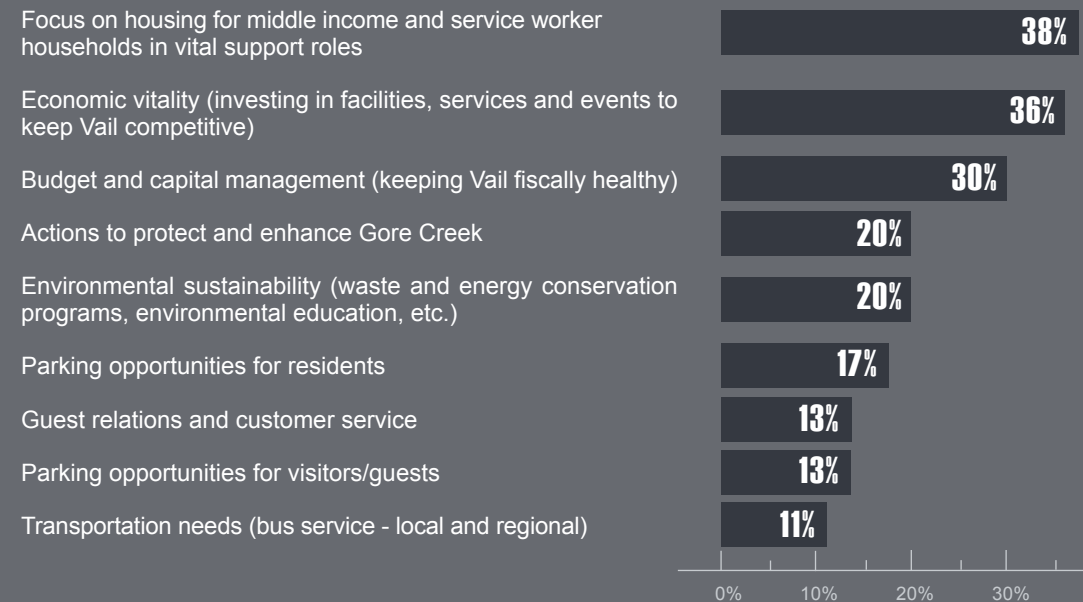 Focus on housing for middle income and service worker
households in vital support roles
38%
Economic vitality (investing in facilities, services and events to
keep Vail competitive)
36%
Budget and capital management (keeping Vail fiscally healthy)
30%
Actions to protect and enhance Gore Creek
20%
Environmental sustainability (waste and energy conservation
programs, environmental education, etc.)
20%
Parking opportunities for residents
17%
Guest relations and customer service
13%
Parking opportunities for visitors/guests
13%
Transportation needs (bus service - local and regional)
11%
0% 10% 20% 30%